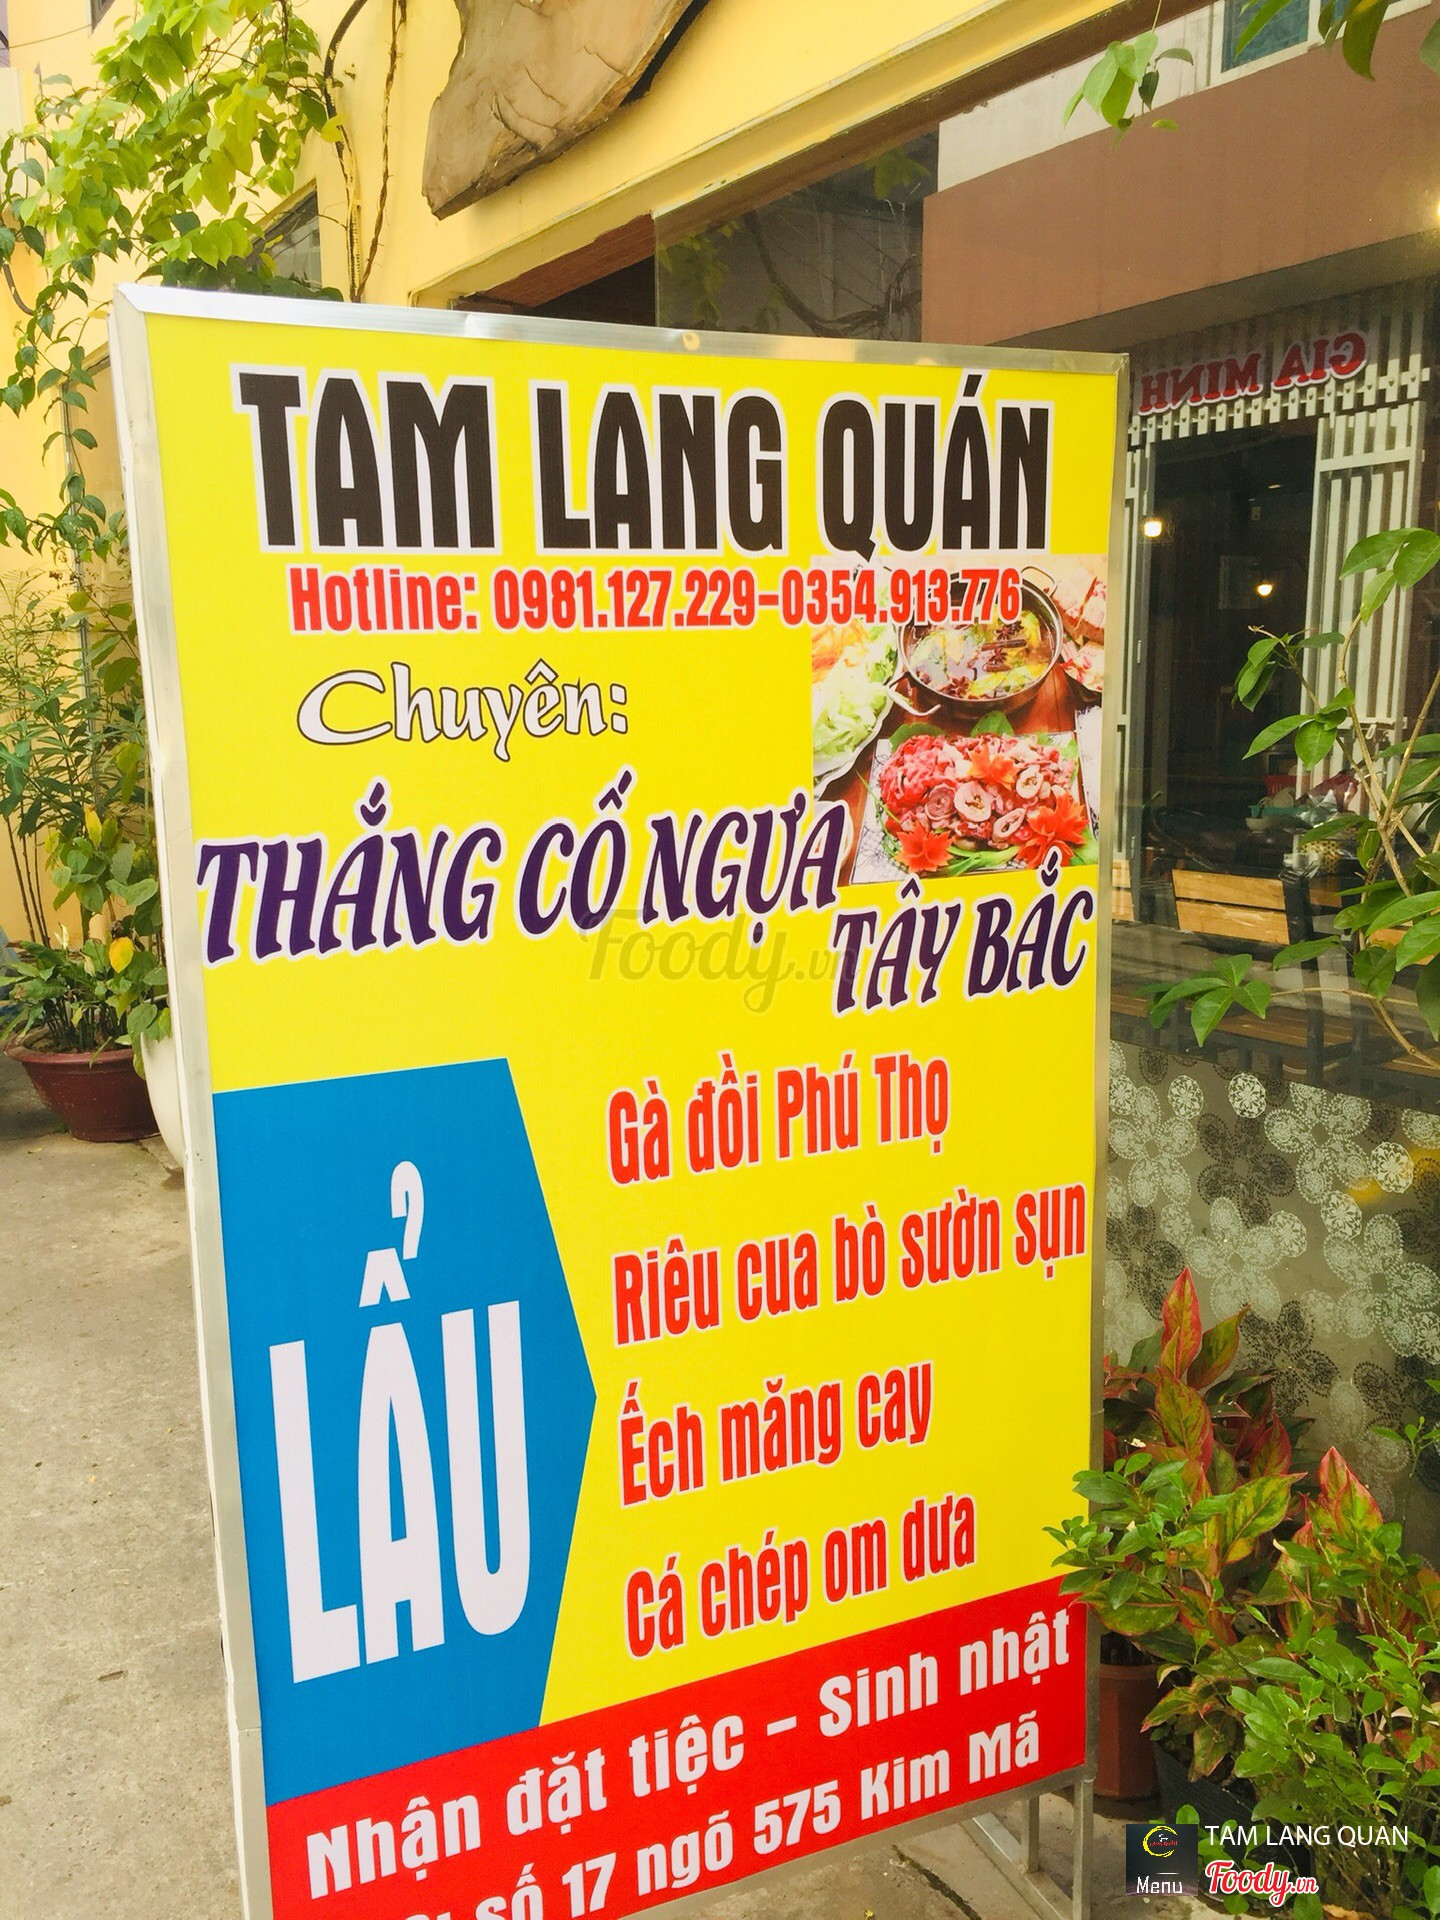 TAM LANG QUÁN
Hotline: 0981.127.229-0354.913.776
Chuyên:
THẮNG CỐ NGỰA
TÂY BẮC
Foody.vn
LẨU
Gà đồi Phú Thọ
Riêu cua bò sườn sụn
Ếch măng cay
Cá chép om dưa
Nhận đặt tiệc - Sinh nhật
số 17 ngõ 575 Kim Mã
GIA MINH
TAM LANG QUAN
Menu
Foody.vn